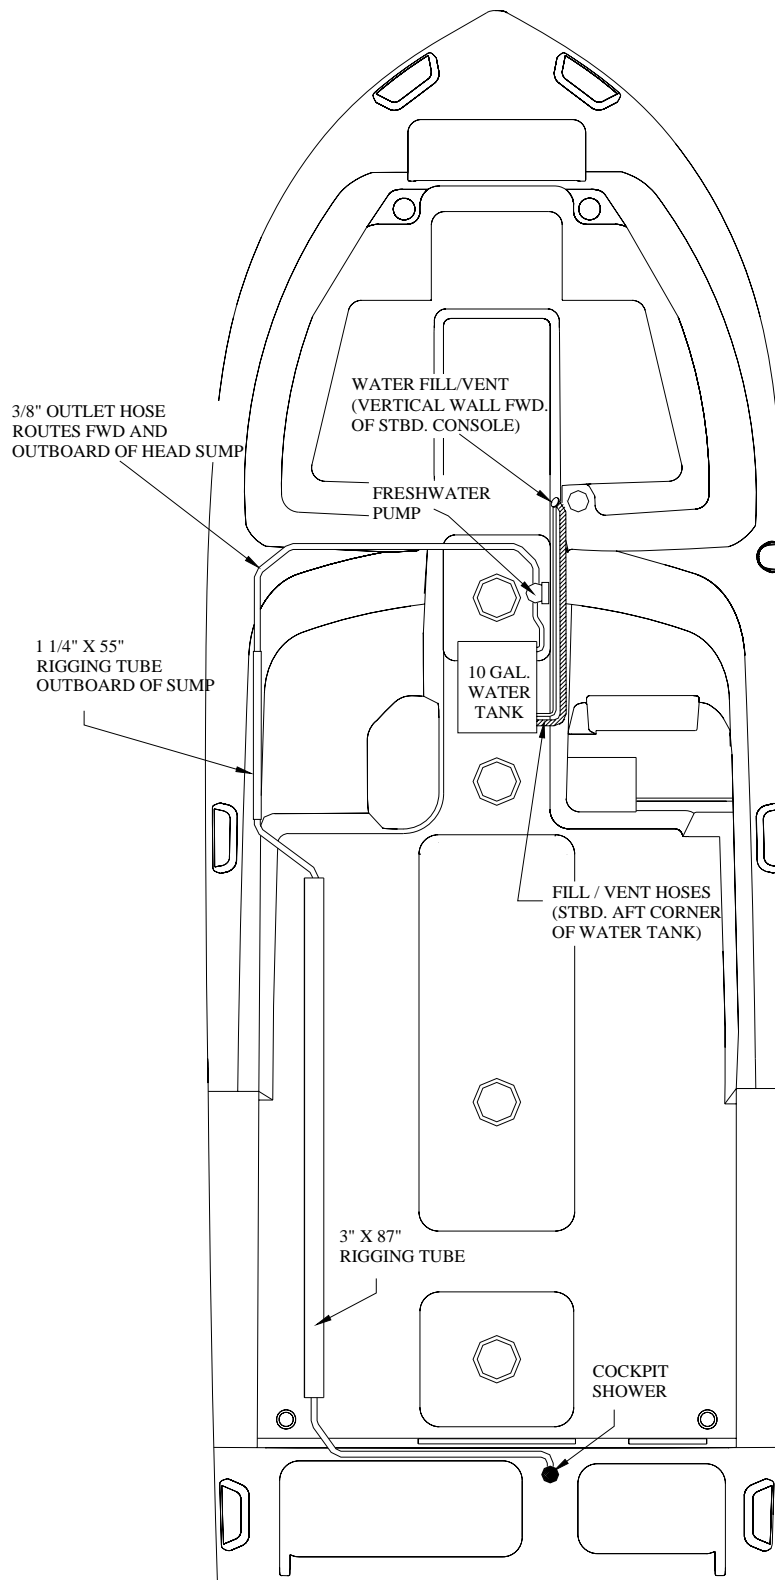 WATER FILL/VENT
(VERTICAL WALL FWD.
OF STBD. CONSOLE)
3/8" OUTLET HOSE
ROUTES FWD AND
OUTBOARD OF HEAD SUMP
FRESHWATER
PUMP
1 1/4" X 55"
RIGGING TUBE
OUTBOARD OF SUMP
10 GAL.
WATER
TANK
FILL / VENT HOSES
(STBD. AFT CORNER
OF WATER TANK)
3" X 87"
RIGGING TUBE
COCKPIT
SHOWER